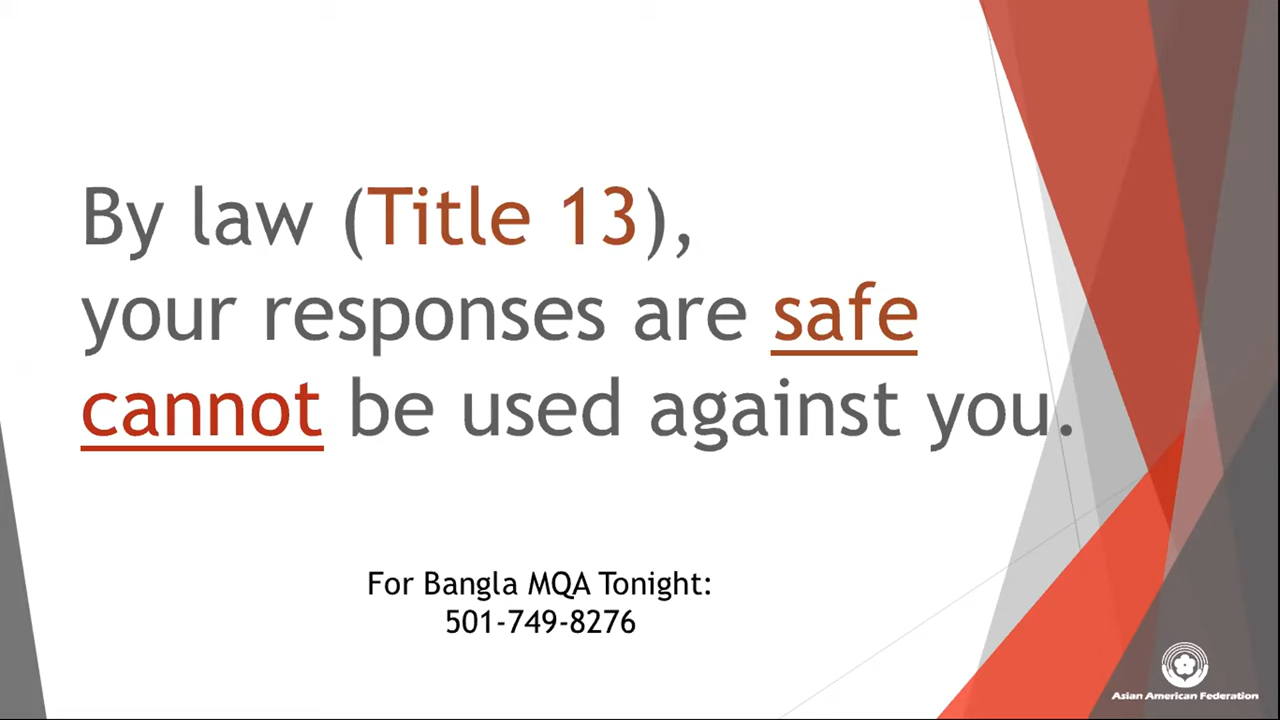 By law (Title 13),
your responses are safe
cannot be used against you.
For Bangla MQA Tonight:
501-749-8276
Asian American Federation